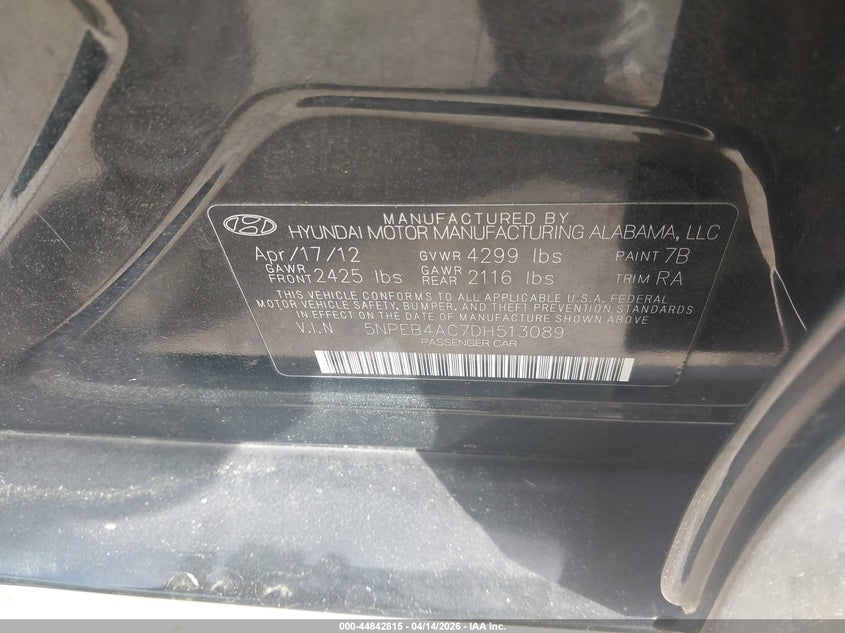 MANUFACTURED BY
HYUNDAI MOTOR MANUFACTURING ALABAMA, LLC
Apr/17/12 GVWR 4299 lbs PAINT 7B
GAWR FRONT 2425 lbs GAWR REAR 2116 lbs TRIM RA
THIS VEHICLE CONFORMS TO ALL APPLICABLE U.S.A. FEDERAL
MOTOR VEHICLE SAFETY, BUMPER, AND THEFT PREVENTION STANDARDS
IN EFFECT ON THE DATE OF MANUFACTURE SHOWN ABOVE
V.I.N 5NPEB4AC7DH513089
PASSENGER CAR
000-44842815 - 04/14/2026 - IAA Inc.